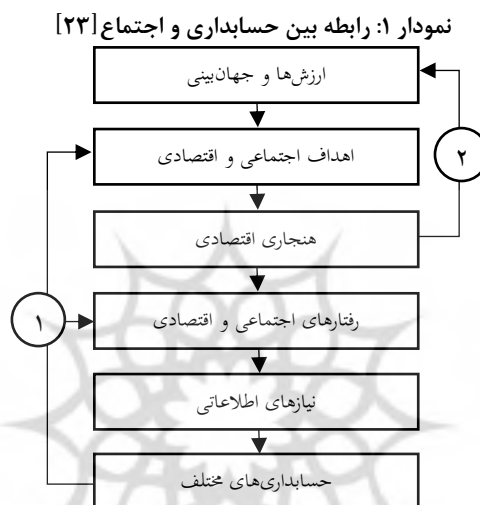 نمودار ۱: رابطه بین حسابداری و اجتماع [۲۳]
ارزش‌ها و جهان‌بینی
اهداف اجتماعی و اقتصادی
۲
هنجاری اقتصادی
رفتارهای اجتماعی و اقتصادی
۱
نیازهای اطلاعاتی
حسابداری‌های مختلف